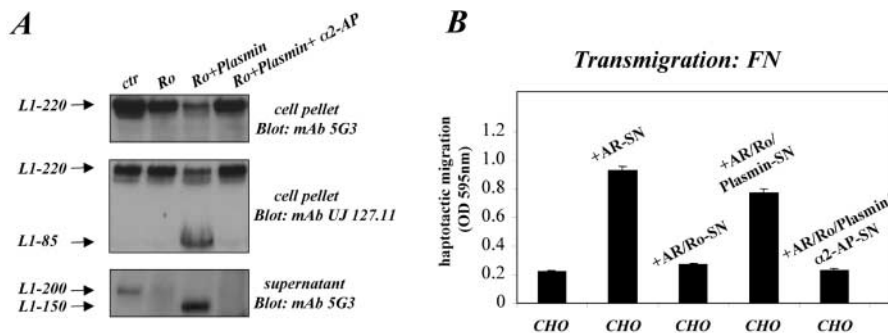 A
ctr
Ro
Ro+Plasmin
Ro+Plasmin+ α2-AP
L1-220
cell pellet
Blot: mAb 5G3
L1-220
cell pellet
Blot: mAb UJ 127.11
L1-85
L1-200
L1-150
supernatant
Blot: mAb 5G3
B
Transmigration: FN
haptotactic migration
(OD 595nm)
1.2
1.0
0.8
0.6
0.4
0.2
0
+AR-SN
+AR/Ro-SN
+AR/Ro/
Plasmin-SN
+AR/Ro/Plasmin/
α2-AP-SN
CHO
CHO
CHO
CHO
CHO